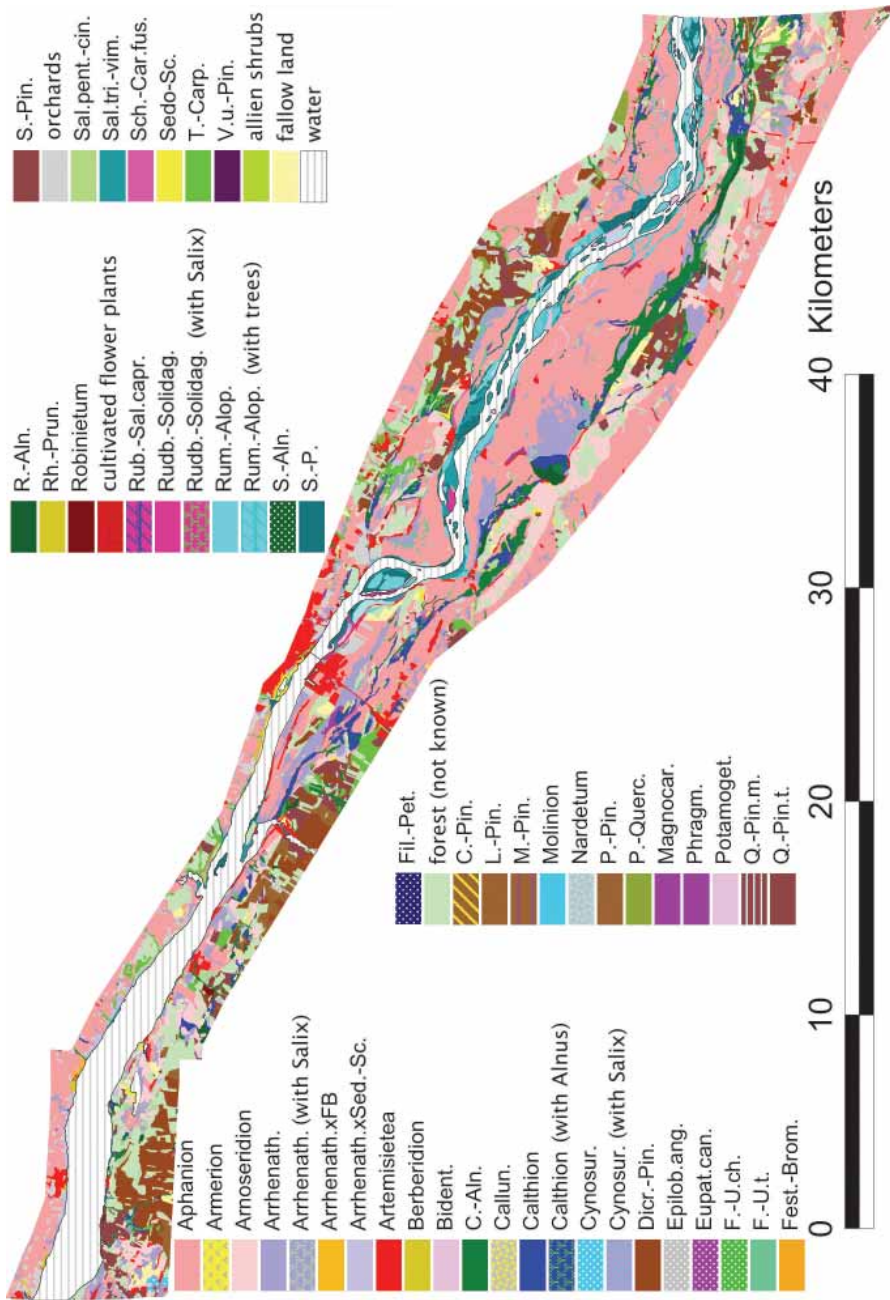 S.-Pin.
orchards
Sal.pent.-cin.
Sal.tri.-vim.
Sch.-Car.fus.
Sedo-Sc.
T.-Carp.
V.u.-Pin.
allien shrubs
fallow land
water
R.-Aln.
Rh.-Prun.
Robinietum
cultivated flower plants
Rub.-Sal.capr.
Rudb.-Solidag.
Rudb.-Solidag. (with Salix)
Rum.-Alop.
Rum.-Alop. (with trees)
S.-Aln.
S.-P.
Fil.-Pet.
forest (not known)
C.-Pin.
L.-Pin.
M.-Pin.
Molinion
Nardetum
P.-Pin.
P.-Querc.
Magnocar.
Phragm.
Potamoget.
Q.-Pin.m.
Q.-Pin.t.
Aphanion
Armerion
Arnoseridion
Arrhenath.
Arrhenath. (with Salix)
Arrhenath.xFB
Arrhenath.xSed.-Sc.
Artemisietea
Berberidion
Bident.
C.-Aln.
Callun.
Calthion
Calthion (with Alnus)
Cynosur.
Cynosur. (with Salix)
Dicr.-Pin.
Epilob.ang.
Eupat.can.
F.-U.ch.
F.-U.t.
Fest.-Brom.
0 10 20 30 40 Kilometers